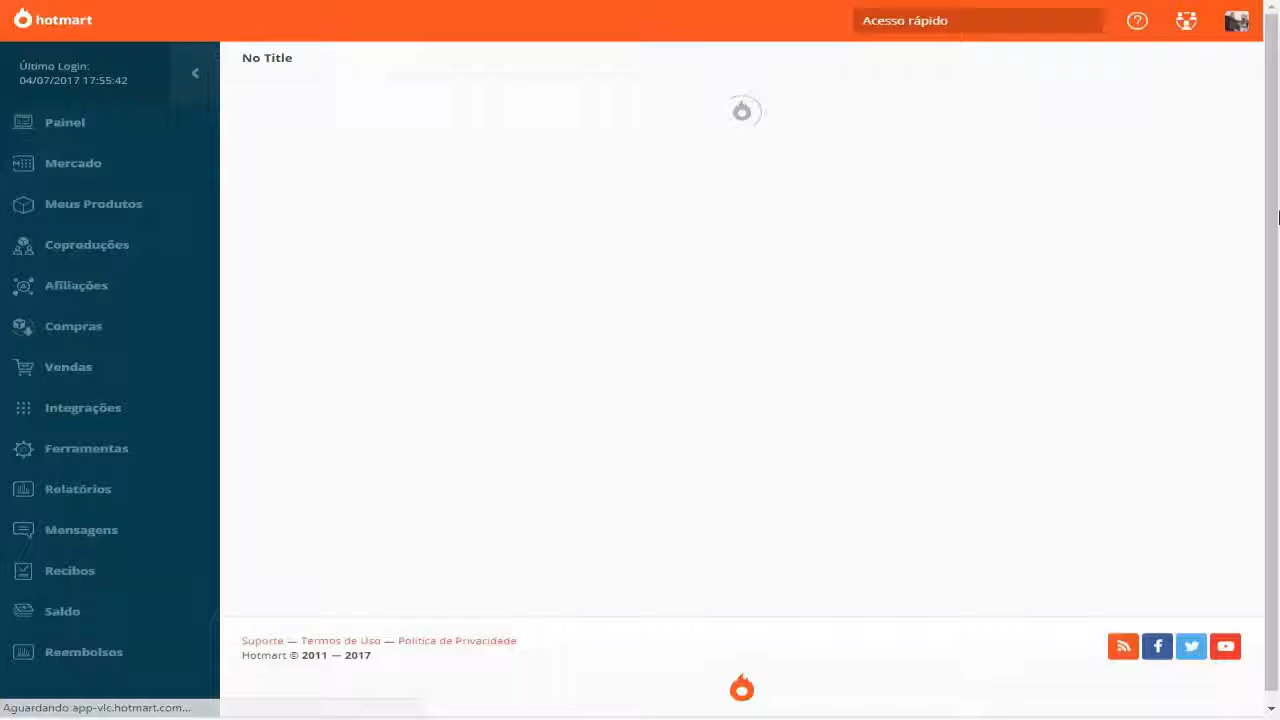 hotmart
Acesso rápido
Último Login:
04/07/2017 17:55:42
No Title
Painel
Mercado
Meus Produtos
Coproduções
Afiliações
Compras
Vendas
Integrações
Ferramentas
Relatórios
Mensagens
Recibos
Saldo
Reembolsos
Suporte — Termos de Uso — Política de Privacidade
Hotmart © 2011 — 2017
Aguardando app-vlc.hotmart.com...